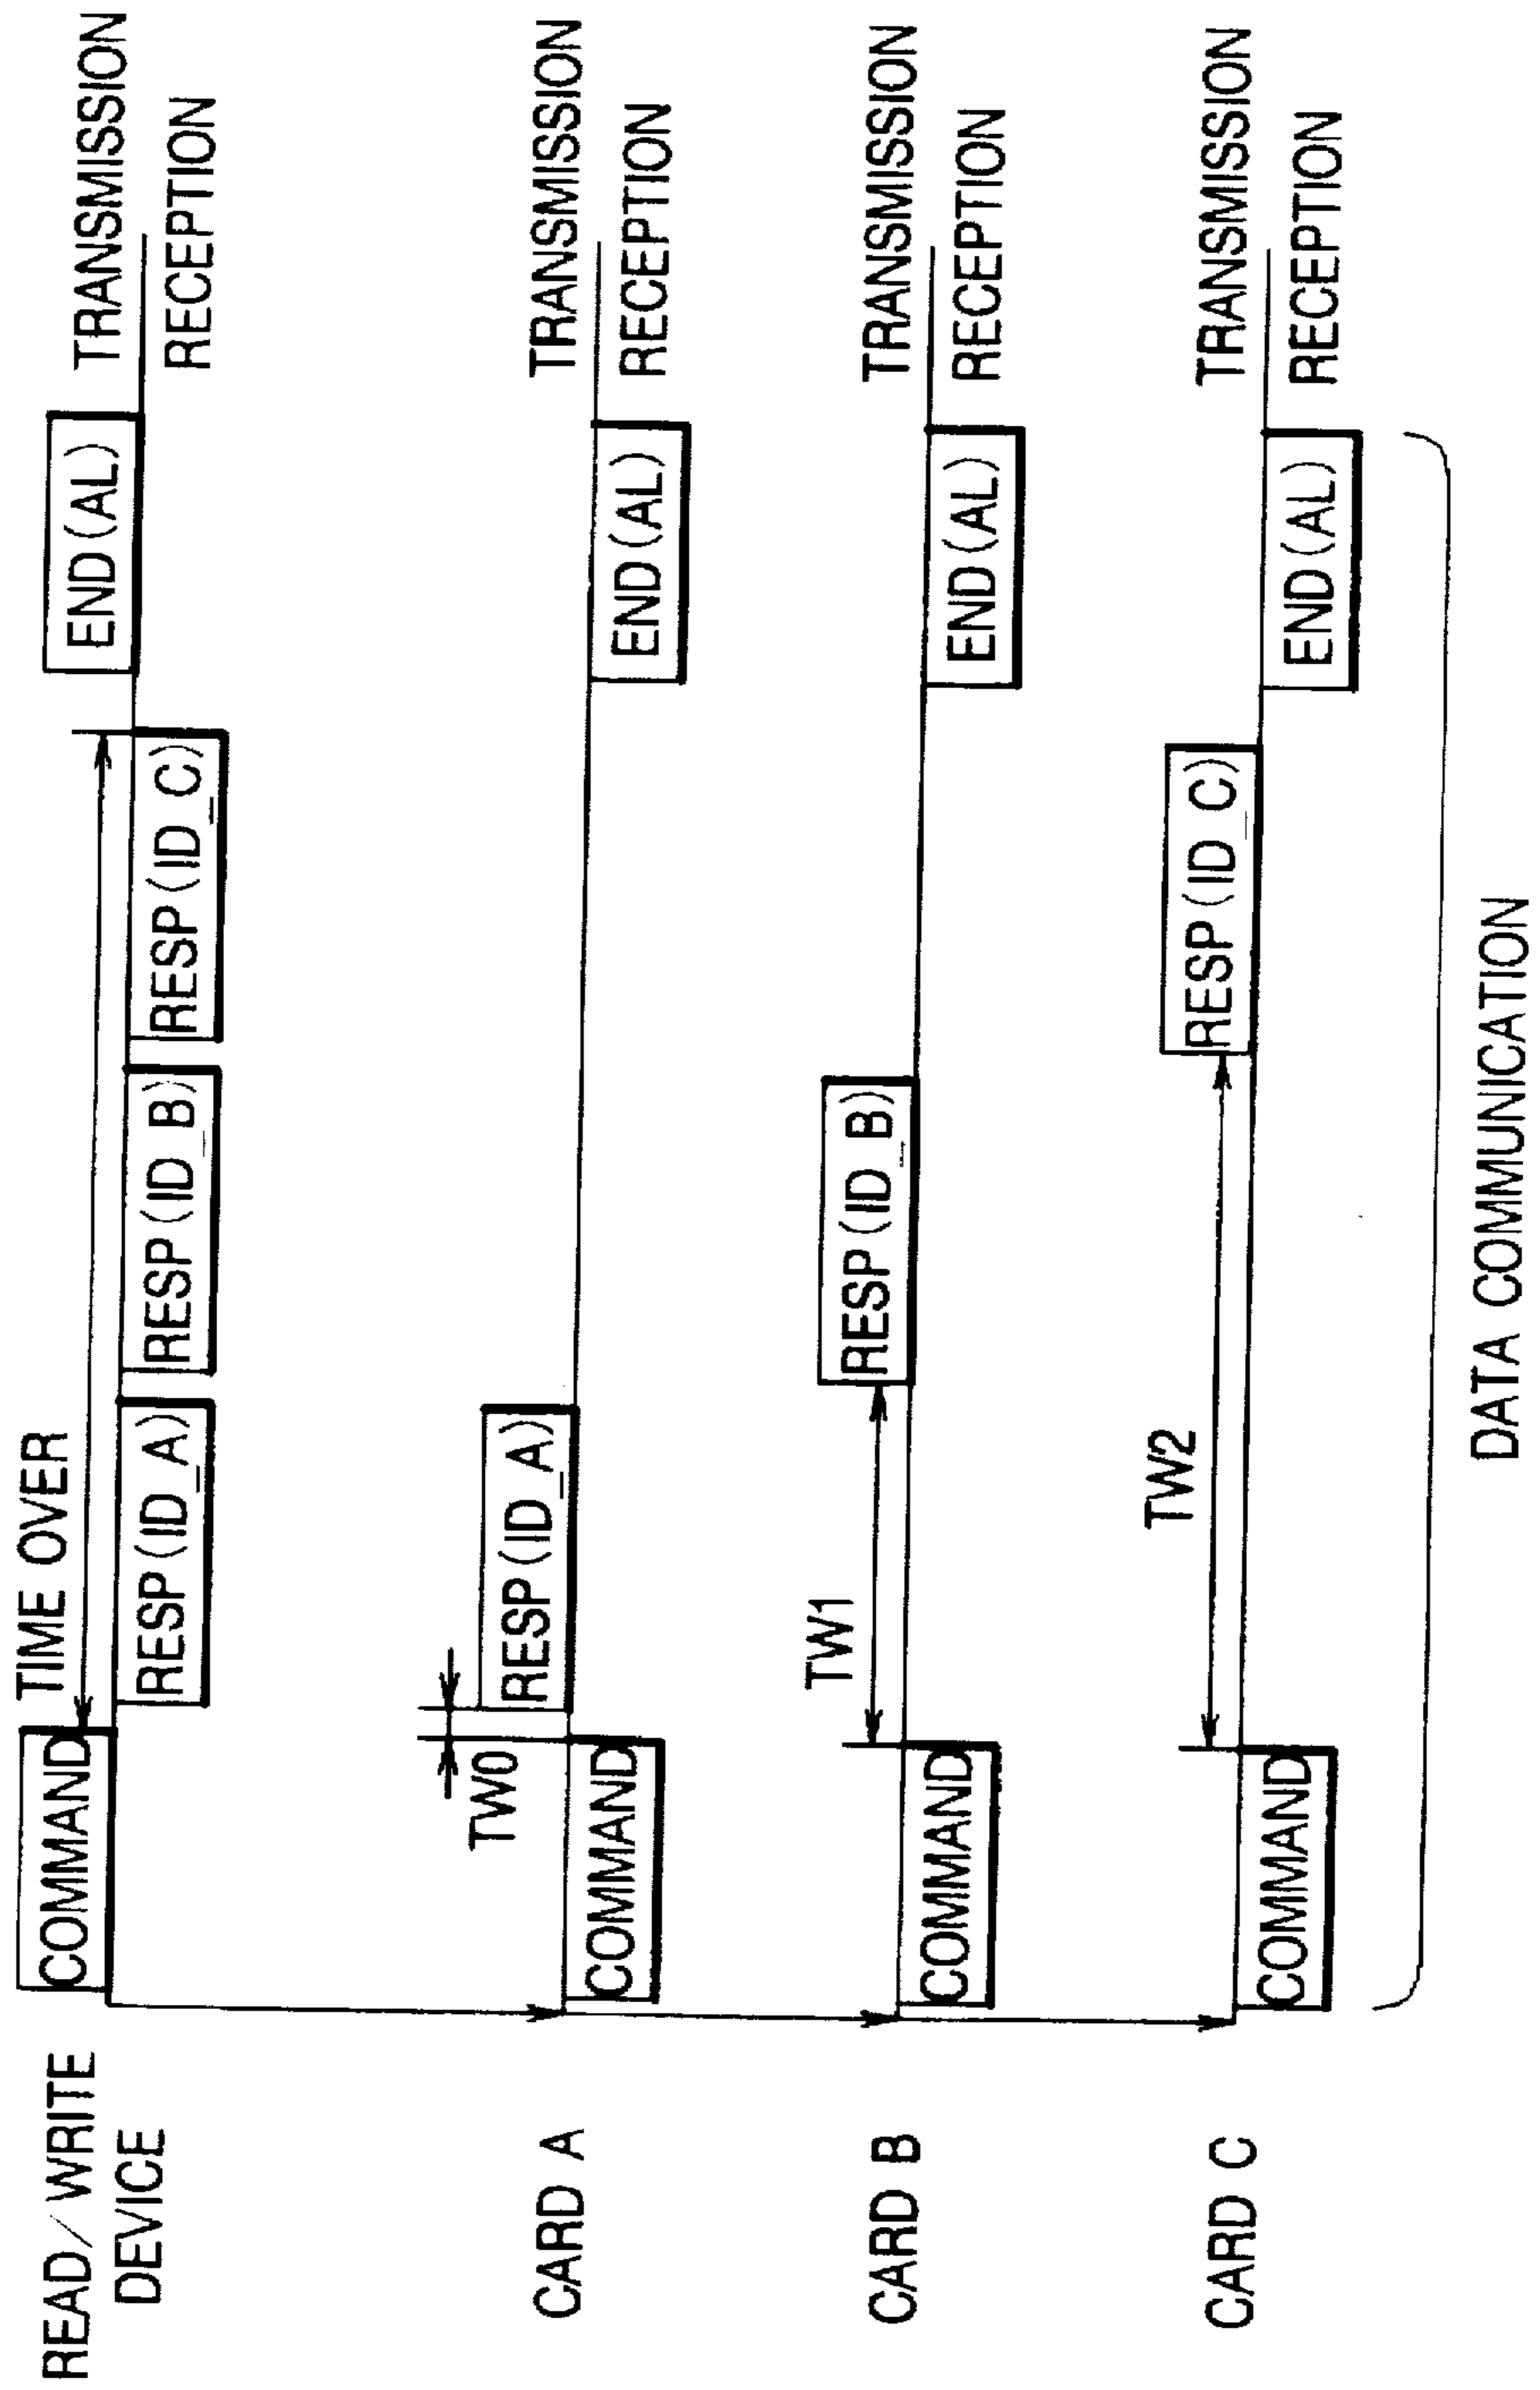 READ/WRITE
DEVICE
COMMAND
TIME OVER
RESP(ID_A)
RESP(ID_B)
RESP(ID_C)
END(AL)
TRANSMISSION
RECEPTION
CARD A
COMMAND
TW0
RESP(ID_A)
END(AL)
TRANSMISSION
RECEPTION
CARD B
COMMAND
TW1
RESP(ID_B)
END(AL)
TRANSMISSION
RECEPTION
CARD C
COMMAND
TW2
RESP(ID_C)
END(AL)
TRANSMISSION
RECEPTION
DATA COMMUNICATION